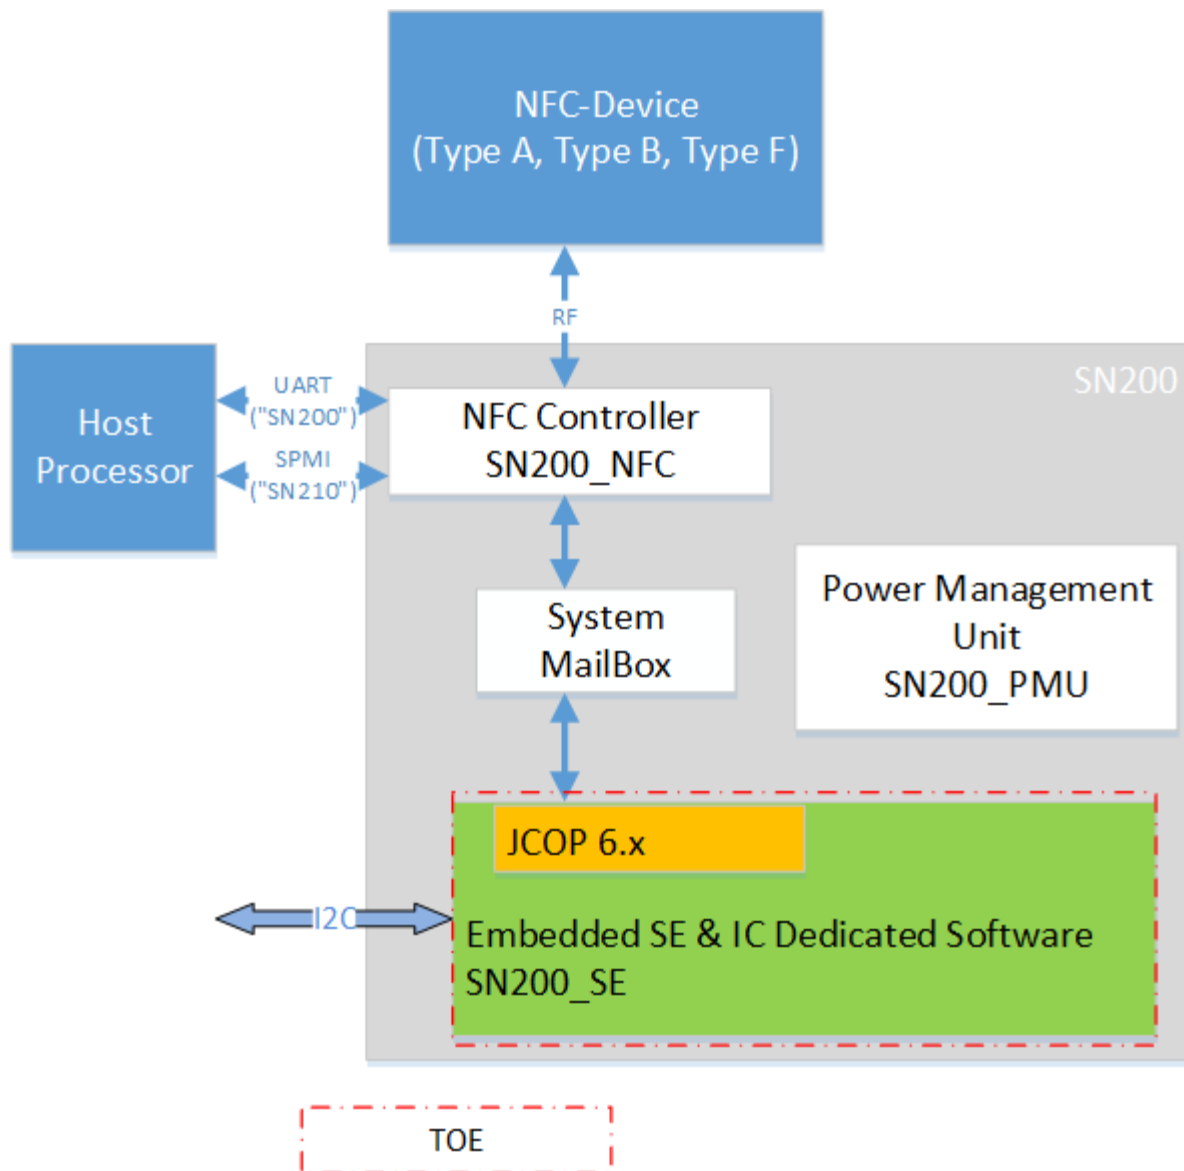 NFC-Device
(Type A, Type B, Type F)
RF
SN200
Host
Processor
UART
("SN200")
SPMI
("SN210")
NFC Controller
SN200_NFC
System
MailBox
Power Management
Unit
SN200_PMU
JCOP 6.x
I2C
Embedded SE & IC Dedicated Software
SN200_SE
TOE